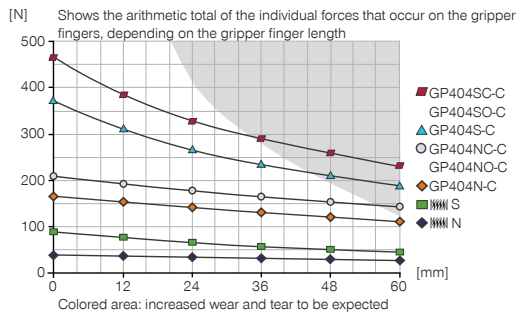 [N]
Shows the arithmetic total of the individual forces that occur on the gripper
fingers, depending on the gripper finger length
500
400
300
200
100
0
0 12 24 36 48 60 [mm]
GP404SC-C
GP404SO-C
GP404S-C
GP404NC-C
GP404NO-C
GP404N-C
S
N
Colored area: increased wear and tear to be expected